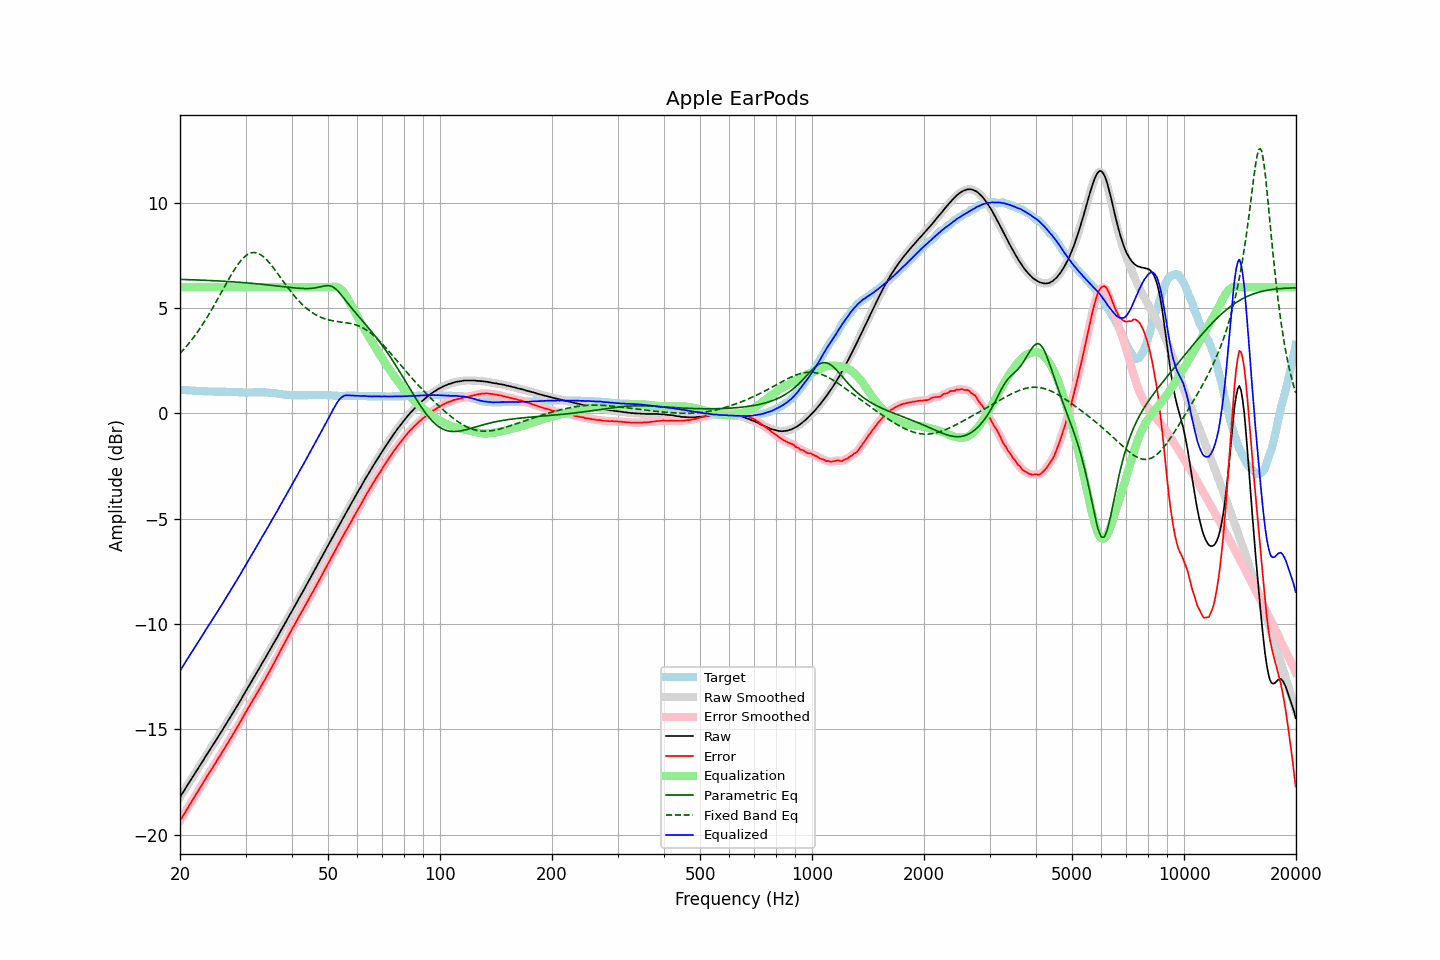 Apple EarPods
Amplitude (dBr)
10
5
0
−5
−10
−15
−20
Target
Raw Smoothed
Error Smoothed
Raw
Error
Equalization
Parametric Eq
Fixed Band Eq
Equalized
20 50 100 200 500 1000 2000 5000 10000 20000
Frequency (Hz)